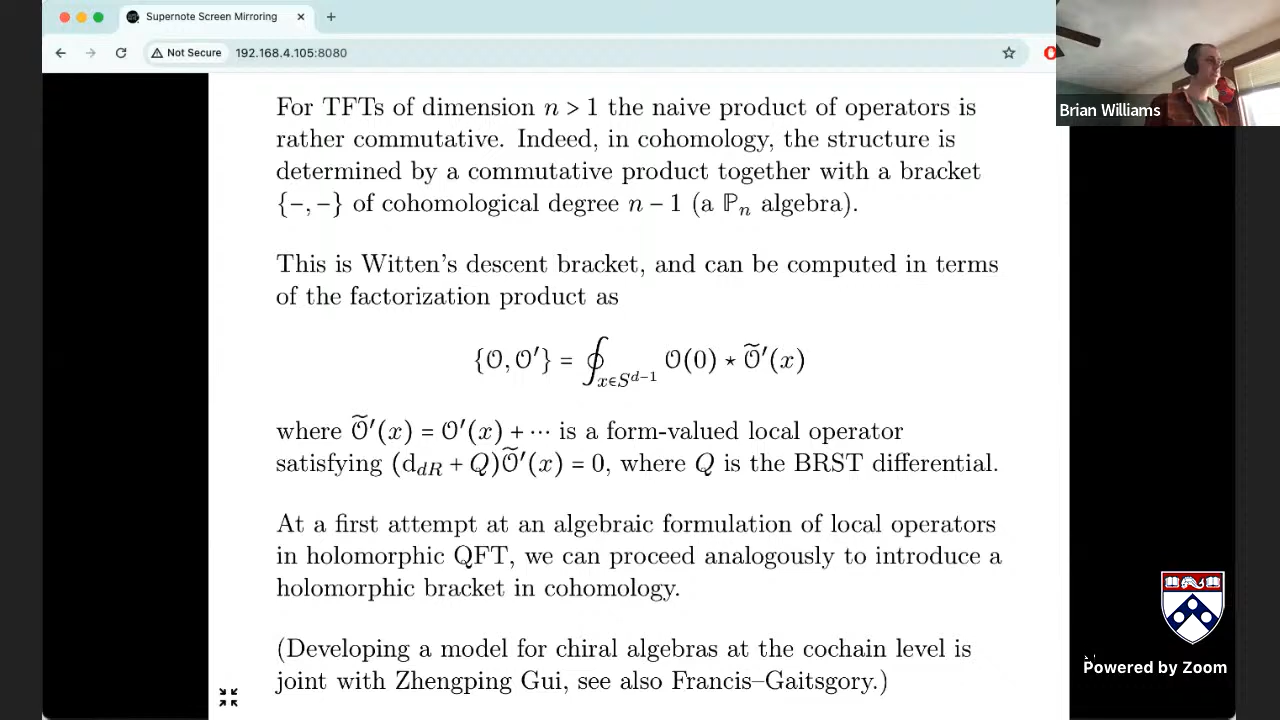 Supernote Screen Mirroring
Not Secure 192.168.4.105:8080
Brian Williams
For TFTs of dimension n > 1 the naive product of operators is
rather commutative. Indeed, in cohomology, the structure is
determined by a commutative product together with a bracket
{−, −} of cohomological degree n − 1 (a ℙₙ algebra).
This is Witten's descent bracket, and can be computed in terms
of the factorization product as
{𝒪, 𝒪′} = ∮_{x∈S^{d−1}} 𝒪(0) ⋆ 𝒪̃′(x)
where 𝒪̃′(x) = 𝒪′(x) + ⋯ is a form-valued local operator
satisfying (d_{dR} + Q)𝒪̃′(x) = 0, where Q is the BRST differential.
At a first attempt at an algebraic formulation of local operators
in holomorphic QFT, we can proceed analogously to introduce a
holomorphic bracket in cohomology.
(Developing a model for chiral algebras at the cochain level is
joint with Zhengping Gui, see also Francis–Gaitsgory.)
Powered by Zoom